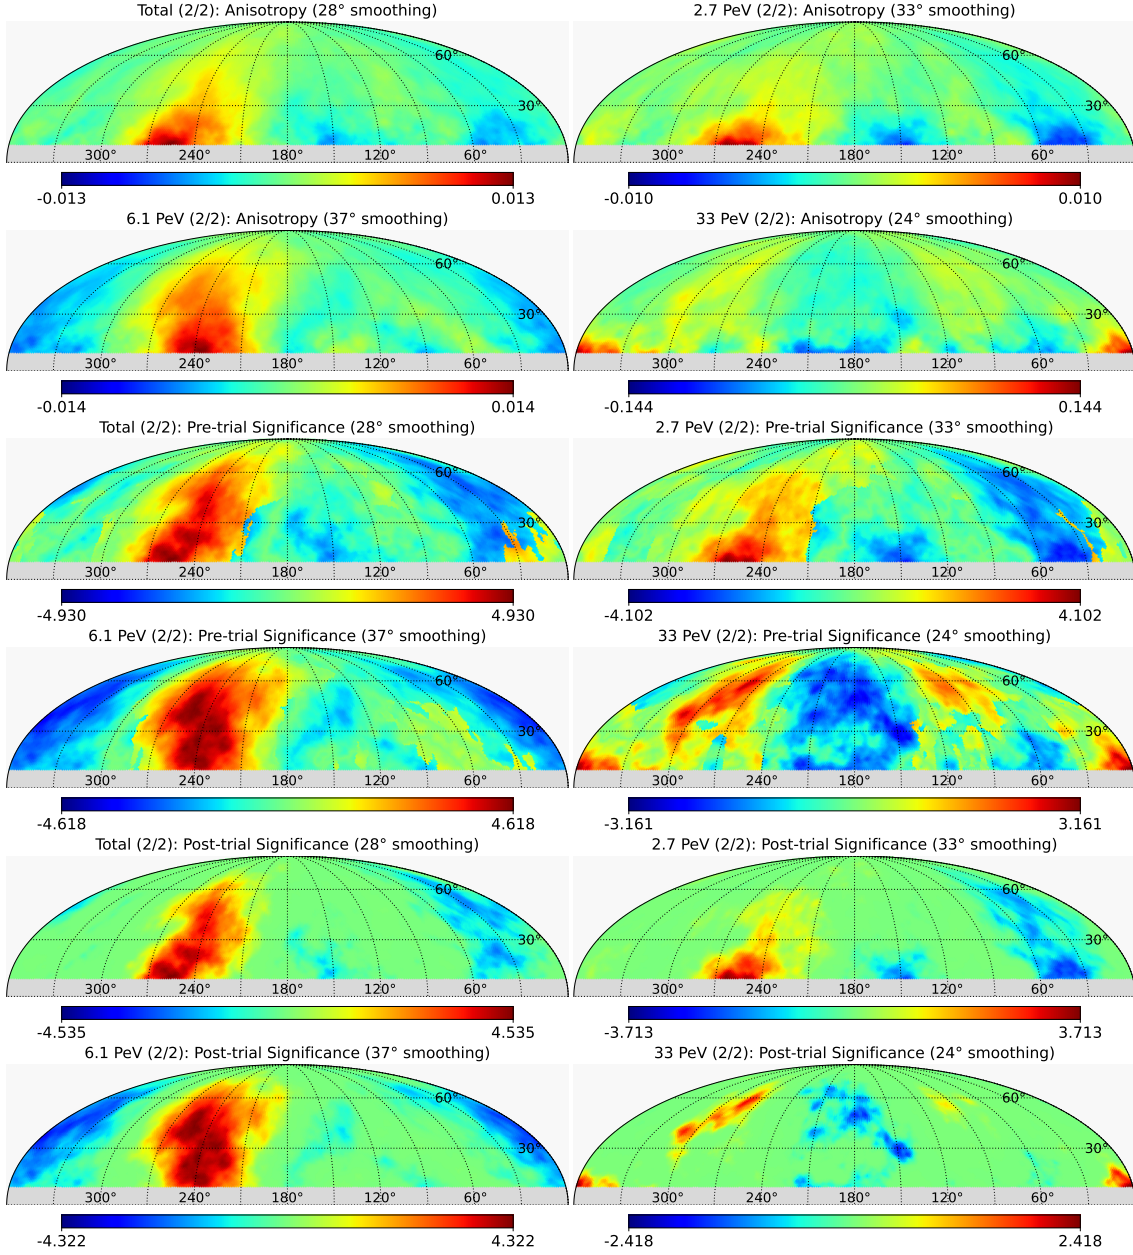 Total (2/2): Anisotropy (28° smoothing)
2.7 PeV (2/2): Anisotropy (33° smoothing)
60°
60°
30°
30°
300° 240° 180° 120° 60°
300° 240° 180° 120° 60°
-0.013 0.013
-0.010 0.010
6.1 PeV (2/2): Anisotropy (37° smoothing)
33 PeV (2/2): Anisotropy (24° smoothing)
60°
60°
30°
30°
300° 240° 180° 120° 60°
300° 240° 180° 120° 60°
-0.014 0.014
-0.144 0.144
Total (2/2): Pre-trial Significance (28° smoothing)
2.7 PeV (2/2): Pre-trial Significance (33° smoothing)
60°
60°
30°
30°
300° 240° 180° 120° 60°
300° 240° 180° 120° 60°
-4.930 4.930
-4.102 4.102
6.1 PeV (2/2): Pre-trial Significance (37° smoothing)
33 PeV (2/2): Pre-trial Significance (24° smoothing)
60°
60°
30°
30°
300° 240° 180° 120° 60°
300° 240° 180° 120° 60°
-4.618 4.618
-3.161 3.161
Total (2/2): Post-trial Significance (28° smoothing)
2.7 PeV (2/2): Post-trial Significance (33° smoothing)
60°
60°
30°
30°
300° 240° 180° 120° 60°
300° 240° 180° 120° 60°
-4.535 4.535
-3.713 3.713
6.1 PeV (2/2): Post-trial Significance (37° smoothing)
33 PeV (2/2): Post-trial Significance (24° smoothing)
60°
60°
30°
30°
300° 240° 180° 120° 60°
300° 240° 180° 120° 60°
-4.322 4.322
-2.418 2.418